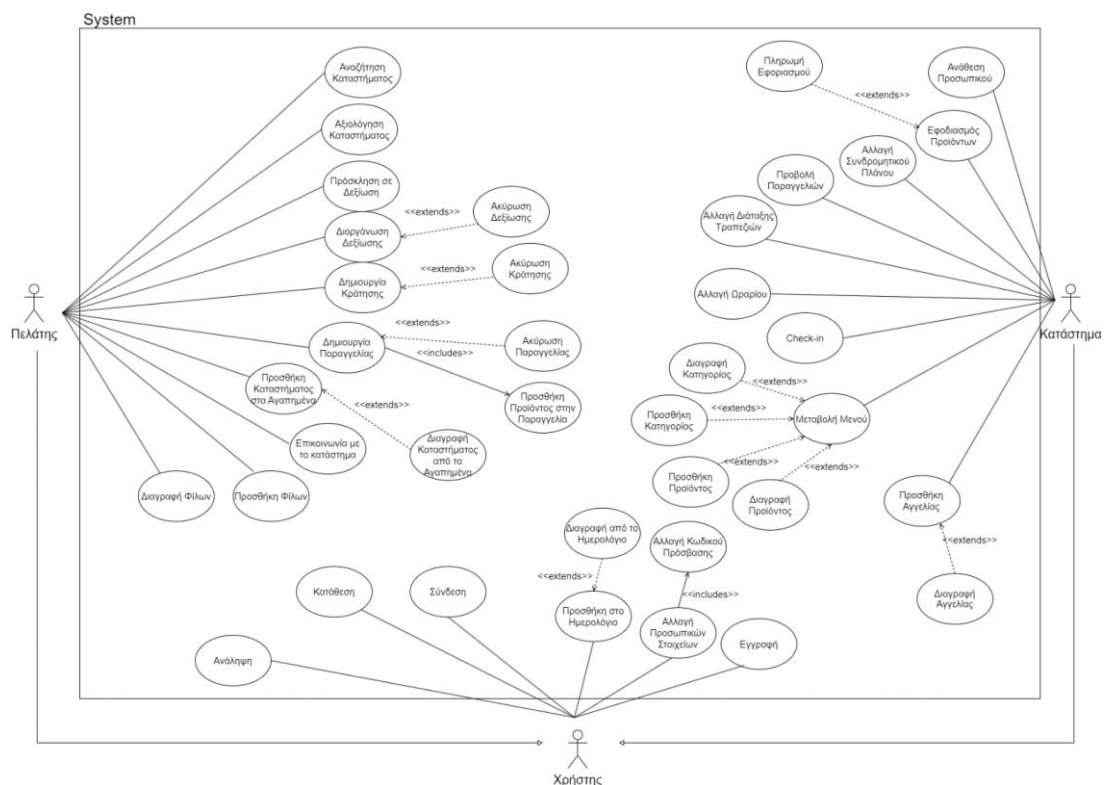 System
Αναζήτηση
Καταστήματος
Αξιολόγηση
Καταστήματος
Πρόσκληση σε
Δεξίωση
Διοργάνωση
Δεξίωσης
<<extends>>
Ακύρωση
Δεξίωσης
Δημιουργία
Κράτησης
<<extends>>
Ακύρωση
Κράτησης
Πελάτης
Δημιουργία
Παραγγελίας
<<extends>>
<<includes>>
Ακύρωση
Παραγγελίας
Προσθήκη
Προϊόντος στην
Παραγγελία
Προσθήκη
Καταστήματος
στα Αγαπημένα
<<extends>>
Διαγραφή
Καταστήματος
από τα
Αγαπημένα
Επικοινωνία με
το κατάστημα
Διαγραφή Φίλων
Προσθήκη Φίλων
Πληρωμή
Εφοριασμού
<<extends>>
Ανάθεση
Προσωπικού
Εφοδιασμός
Προϊόντων
Αλλαγή
Συνδρομητικού
Πλάνου
Προβολή
Παραγγελιών
Αλλαγή Διάταξης
Τραπεζιών
Αλλαγή Ωραρίου
Check-in
Κατάστημα
Διαγραφή
Κατηγορίας
<<extends>>
Προσθήκη
Κατηγορίας
<<extends>>
Μεταβολή Μενού
Προσθήκη
Προϊόντος
<<extends>>
Διαγραφή
Προϊόντος
<<extends>>
Προσθήκη
Αγγελίας
<<extends>>
Διαγραφή
Αγγελίας
Διαγραφή από το
Ημερολόγιο
<<extends>>
Προσθήκη στο
Ημερολόγιο
Αλλαγή Κωδικού
Πρόσβασης
<<includes>>
Αλλαγή
Προσωπικών
Στοιχείων
Εγγραφή
Κατάθεση
Σύνδεση
Ανάληψη
Χρήστης